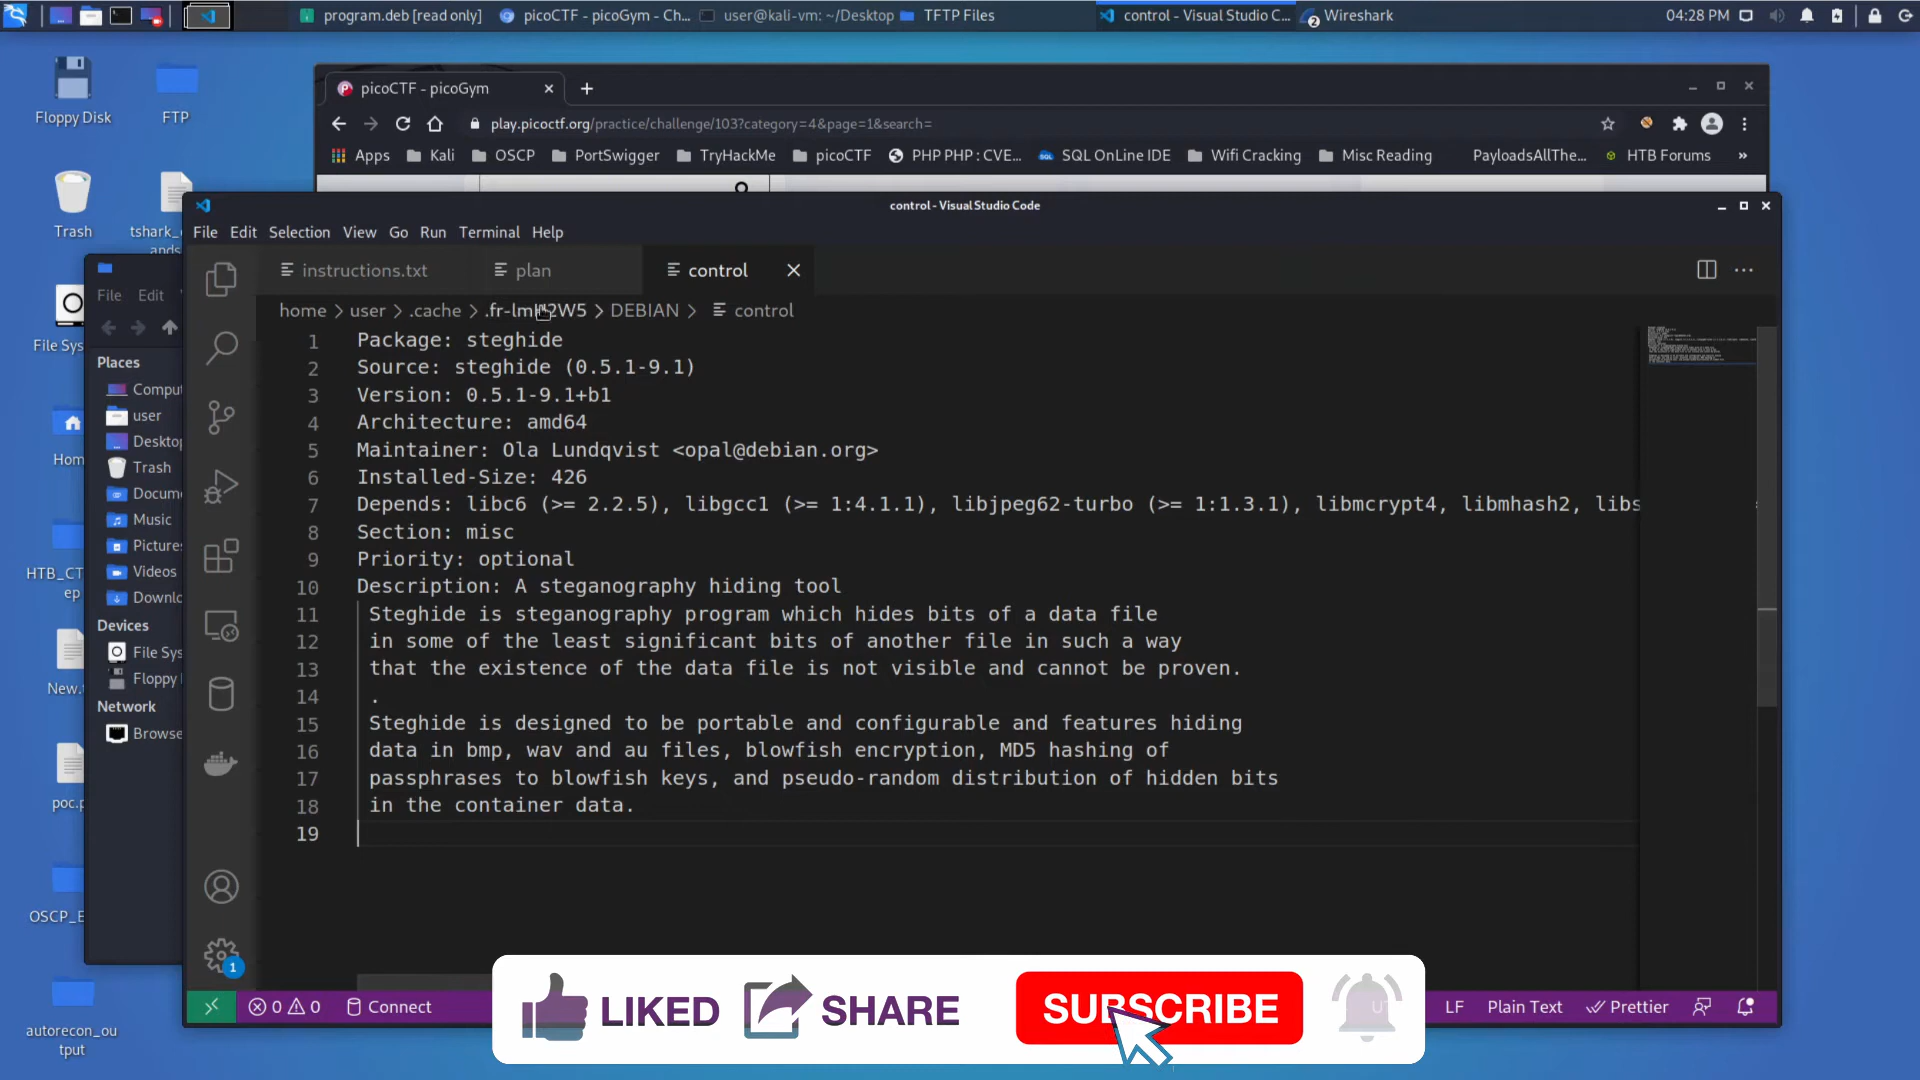 program.deb [read only]
picoCTF - picoGym - Ch...
user@kali-vm: ~/Desktop
TFTP Files
control - Visual Studio C...
2
Wireshark
04:28 PM
Floppy Disk
FTP
Trash
File Sys
New.
poc.p
autorecon_ou
tput
picoCTF - picoGym
play.picoctf.org/practice/challenge/103?category=4&page=1&search=
Apps
Kali
OSCP
PortSwigger
TryHackMe
picoCTF
PHP PHP : CVE...
SQL OnLine IDE
Wifi Cracking
Misc Reading
PayloadsAllThe...
HTB Forums
»
File
Edit
Places
Comput
user
Desktop
Trash
Docume
Music
Pictures
Videos
Downlo
Devices
File Sys
Floppy
Network
Browse
control - Visual Studio Code
File Edit Selection View Go Run Terminal Help
instructions.txt
plan
control
home > user > .cache > > DEBIAN > control
1 Package: steghide
2 Source: steghide (0.5.1-9.1)
3 Version: 0.5.1-9.1+b1
4 Architecture: amd64
5 Maintainer: Ola Lundqvist <opal@debian.org>
6 Installed-Size: 426
7 Depends: libc6 (>= 2.2.5), libgcc1 (>= 1:4.1.1), libjpeg62-turbo (>= 1:1.3.1), libmcrypt4, libmhash2, libs
8 Section: misc
9 Priority: optional
10 Description: A steganography hiding tool
11 Steghide is steganography program which hides bits of a data file
12 in some of the least significant bits of another file in such a way
13 that the existence of the data file is not visible and cannot be proven.
14 .
15 Steghide is designed to be portable and configurable and features hiding
16 data in bmp, wav and au files, blowfish encryption, MD5 hashing of
17 passphrases to blowfish keys, and pseudo-random distribution of hidden bits
18 in the container data.
19
1
0 0
Connect
LF
Plain Text
Prettier
LIKED
SHARE
SUBSCRIBE